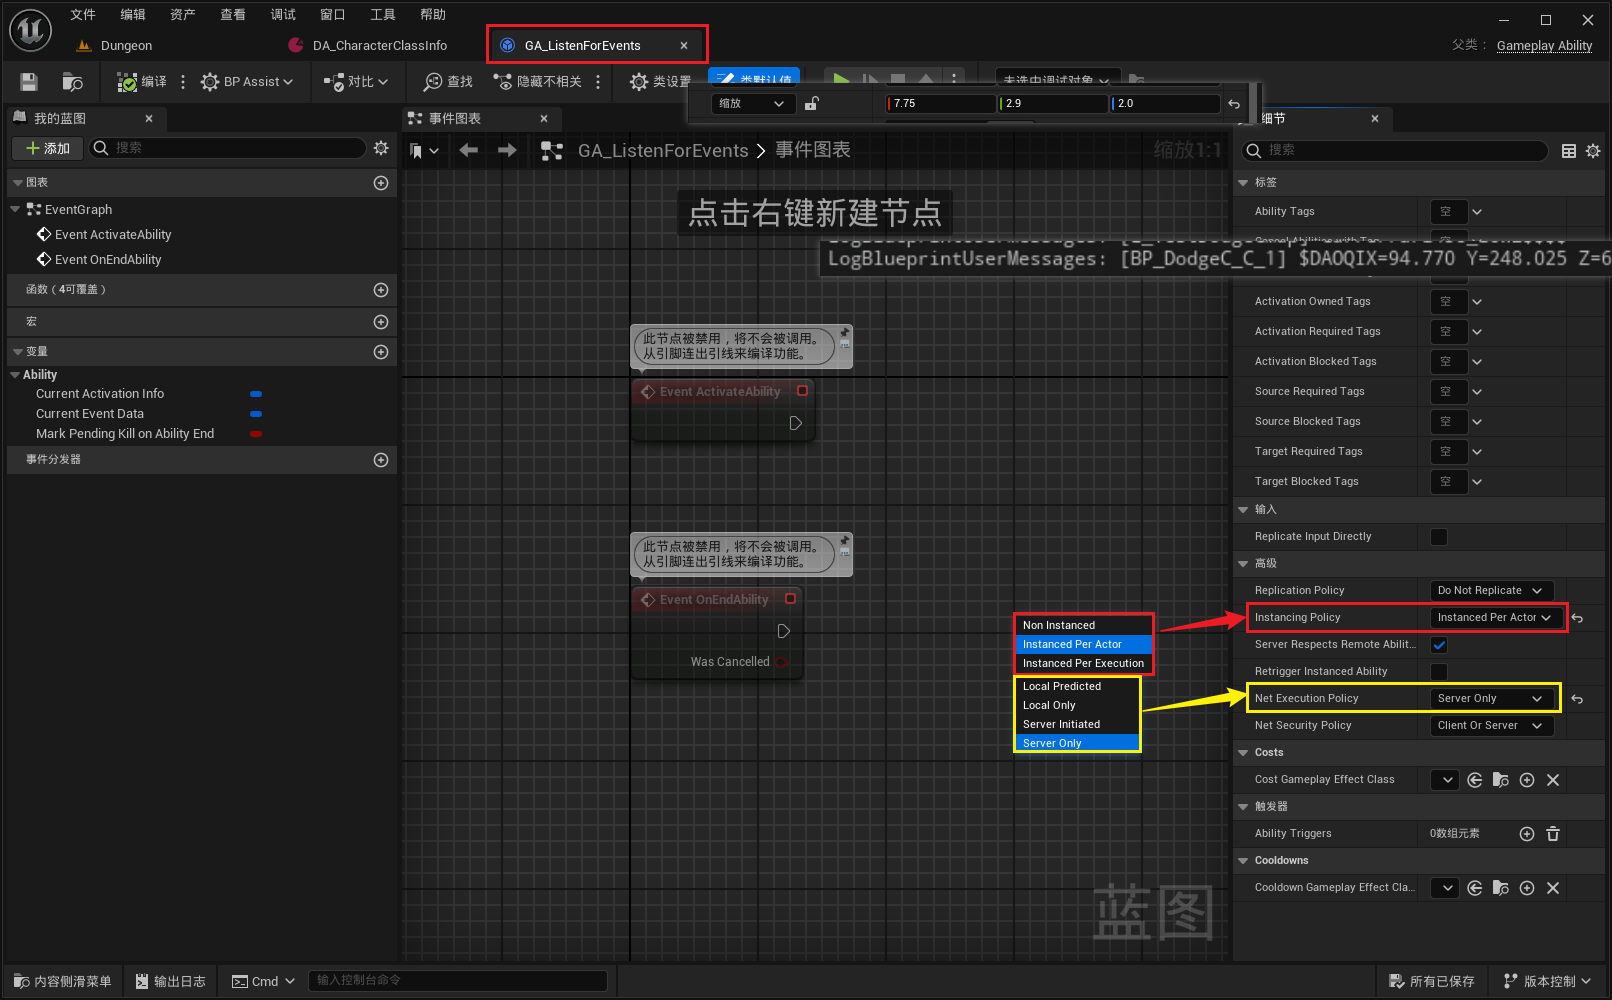 文件 编辑 资产 查看 调试 窗口 工具 帮助
Dungeon DA_CharacterClassInfo GA_ListenForEvents
父类： Gameplay Ability
编译 BP Assist 对比 查找 隐藏不相关 类设置 类默认值 未选中调试对象
缩放 7.75 2.9 2.0
我的蓝图 事件图表 细节
添加 搜索
GA_ListenForEvents 事件图表 缩放1:1
搜索
点击右键新建节点
LogBlueprintUserMessages: [BP_DodgeC_C_1] $DAOQIX=94.770 Y=248.025 Z=6
图表
EventGraph
Event ActivateAbility
Event OnEndAbility
函数（4可覆盖）
宏
变量
Ability
Current Activation Info
Current Event Data
Mark Pending Kill on Ability End
事件分发器
此节点被禁用，将不会被调用。
从引脚连出引线来编译功能。
Event ActivateAbility
此节点被禁用，将不会被调用。
从引脚连出引线来编译功能。
Event OnEndAbility
Was Cancelled
Non Instanced
Instanced Per Actor
Instanced Per Execution
Local Predicted
Local Only
Server Initiated
Server Only
蓝图
标签
Ability Tags 空
Activation Owned Tags 空
Activation Required Tags 空
Activation Blocked Tags 空
Source Required Tags 空
Source Blocked Tags 空
Target Required Tags 空
Target Blocked Tags 空
输入
Replicate Input Directly
高级
Replication Policy Do Not Replicate
Instancing Policy Instanced Per Actor
Server Respects Remote Abilit...
Retrigger Instanced Ability
Net Execution Policy Server Only
Net Security Policy Client Or Server
Costs
Cost Gameplay Effect Class
触发器
Ability Triggers 0数组元素
Cooldowns
Cooldown Gameplay Effect Cla...
内容侧滑菜单 输出日志 Cmd 输入控制台命令 所有已保存 版本控制